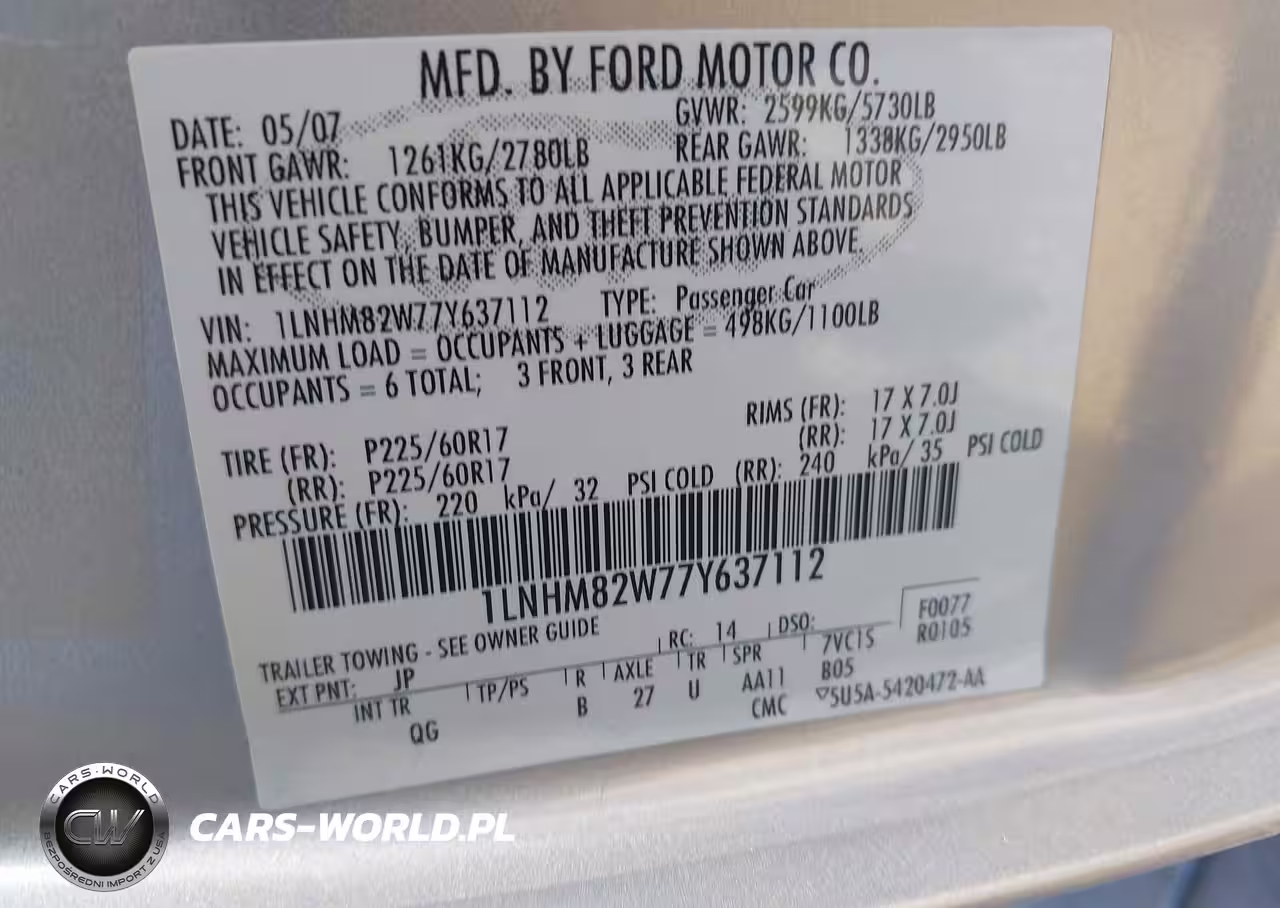 MFD. BY FORD MOTOR CO.
DATE: 05/07 GVWR: 2599KG/5730LB
FRONT GAWR: 1261KG/2780LB REAR GAWR: 1338KG/2950LB
THIS VEHICLE CONFORMS TO ALL APPLICABLE FEDERAL MOTOR
VEHICLE SAFETY, BUMPER, AND THEFT PREVENTION STANDARDS
IN EFFECT ON THE DATE OF MANUFACTURE SHOWN ABOVE.
VIN: 1LNHM82W77Y637112 TYPE: Passenger Car
MAXIMUM LOAD = OCCUPANTS + LUGGAGE = 498KG/1100LB
OCCUPANTS = 6 TOTAL; 3 FRONT, 3 REAR
TIRE (FR): P225/60R17 RIMS (FR): 17 X 7.0J
(RR): P225/60R17 (RR): 17 X 7.0J
PRESSURE (FR): 220 kPa/ 32 PSI COLD (RR): 240 kPa/ 35 PSI COLD
1LNHM82W77Y637112
TRAILER TOWING - SEE OWNER GUIDE
EXT PNT: JP RC: 14 DSO: F0077
R0105
INT TR TP/PS R AXLE TR SPR 7VC15
QG B 27 U AA11 B05
CMC ▽5U5A-5420472-AA
CARS-WORLD
CW
BEZPOŚREDNI IMPORT Z USA
CARS-WORLD.PL